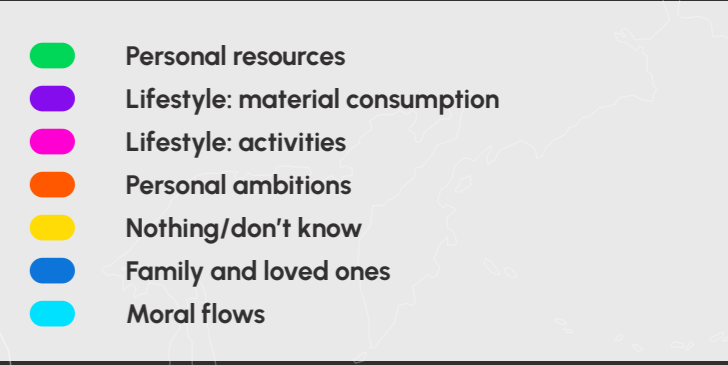 Personal resources
Lifestyle: material consumption
Lifestyle: activities
Personal ambitions
Nothing/don’t know
Family and loved ones
Moral flows